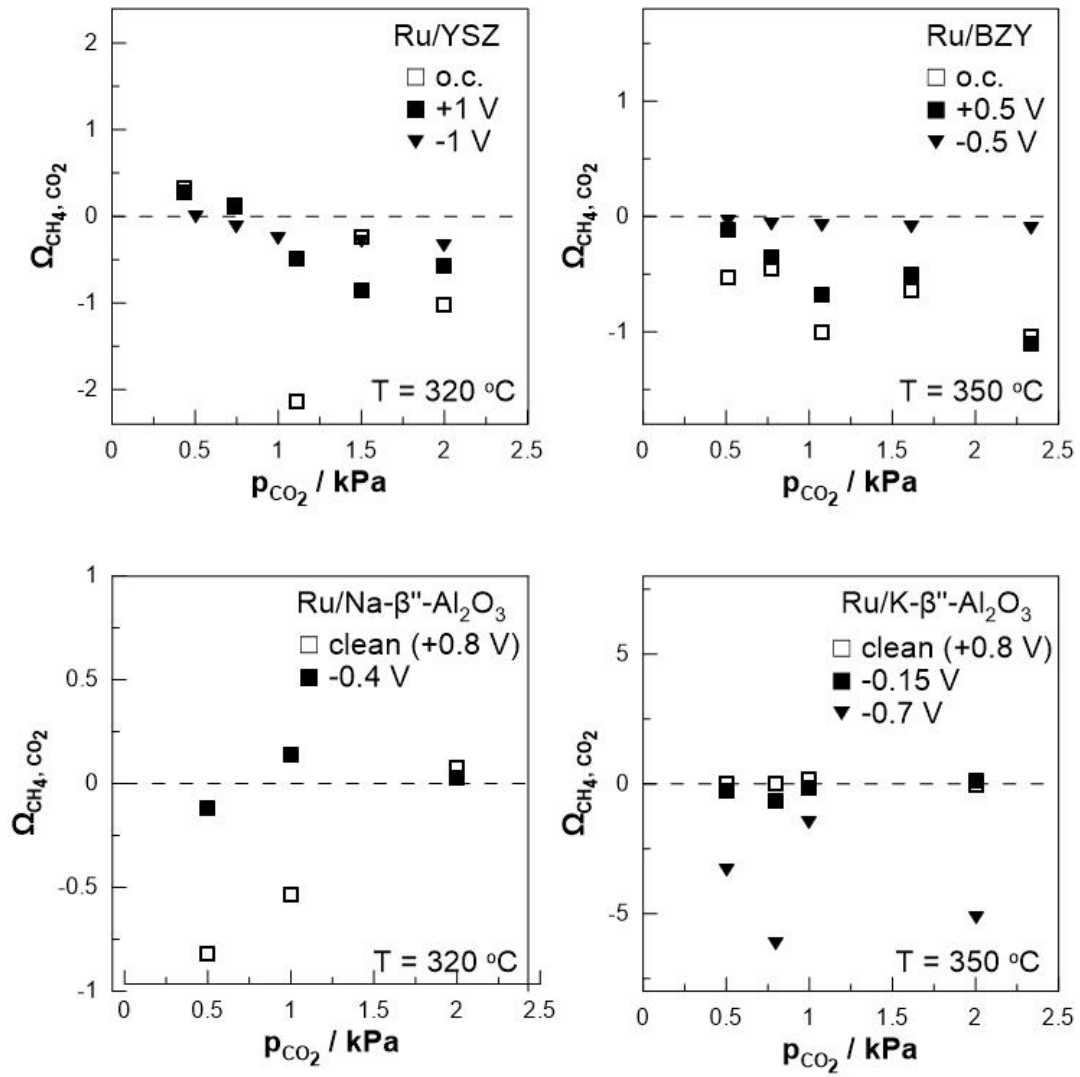 Ru/YSZ
o.c.
+1 V
-1 V
2
1
0
-1
-2
Ω_CH4, CO2
T = 320 °C
0 0.5 1 1.5 2 2.5
p_CO2 / kPa
Ru/BZY
o.c.
+0.5 V
-0.5 V
1
0
-1
Ω_CH4, CO2
T = 350 °C
0 0.5 1 1.5 2 2.5
p_CO2 / kPa
Ru/Na-β"-Al2O3
clean (+0.8 V)
-0.4 V
1
0.5
0
-0.5
-1
Ω_CH4, CO2
T = 320 °C
0 0.5 1 1.5 2 2.5
p_CO2 / kPa
Ru/K-β"-Al2O3
clean (+0.8 V)
-0.15 V
-0.7 V
5
0
-5
Ω_CH4, CO2
T = 350 °C
0 0.5 1 1.5 2 2.5
p_CO2 / kPa